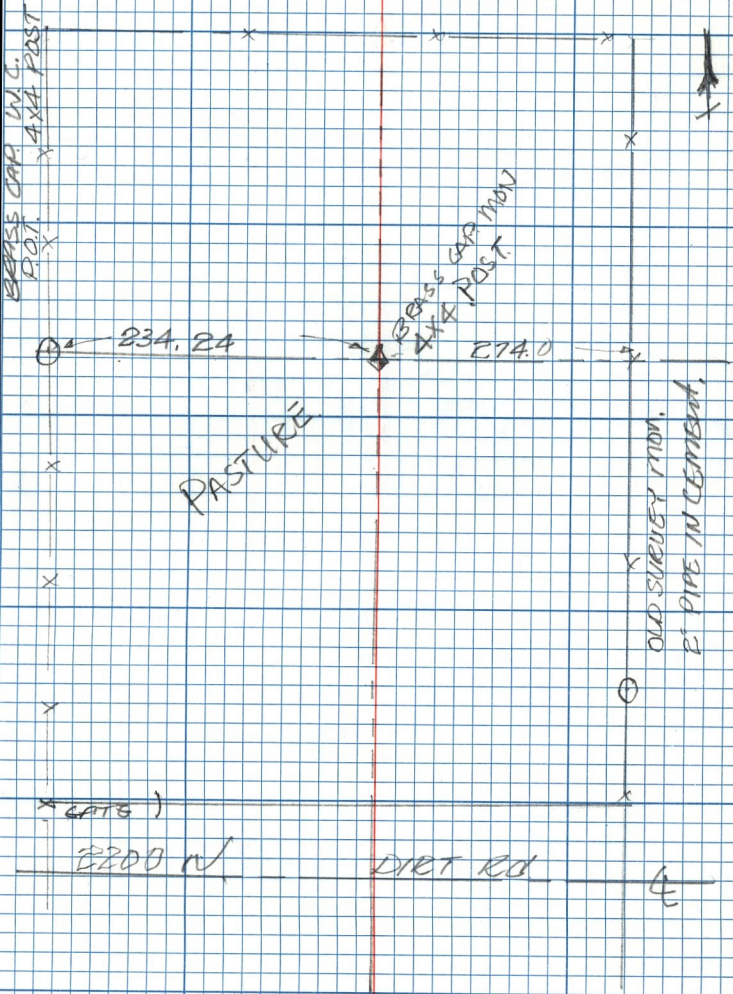 BRASS CAP. W.C.
4X4 POST
P.O.T.
BRASS CAP MON
4X4 POST.
234.24
274.0
PASTURE
OLD SURVEY MON.
2" PIPE IN CEMENT.
GATE
2200 N DIRT RD
℄